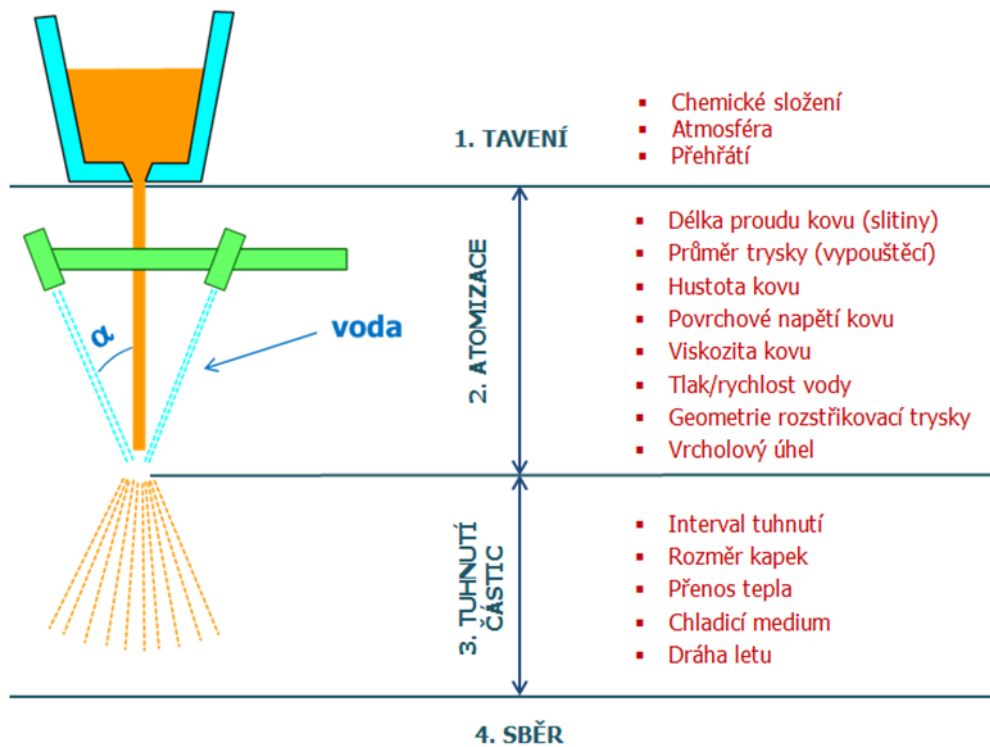 1. TAVENÍ
▪ Chemické složení
▪ Atmosféra
▪ Přehřátí
α
voda
2. ATOMIZACE
▪ Délka proudu kovu (slitiny)
▪ Průměr trysky (vypouštěcí)
▪ Hustota kovu
▪ Povrchové napětí kovu
▪ Viskozita kovu
▪ Tlak/rychlost vody
▪ Geometrie rozstřikovací trysky
▪ Vrcholový úhel
3. TUHNUTÍ
ČÁSTIC
▪ Interval tuhnutí
▪ Rozměr kapek
▪ Přenos tepla
▪ Chladicí medium
▪ Dráha letu
4. SBĚR